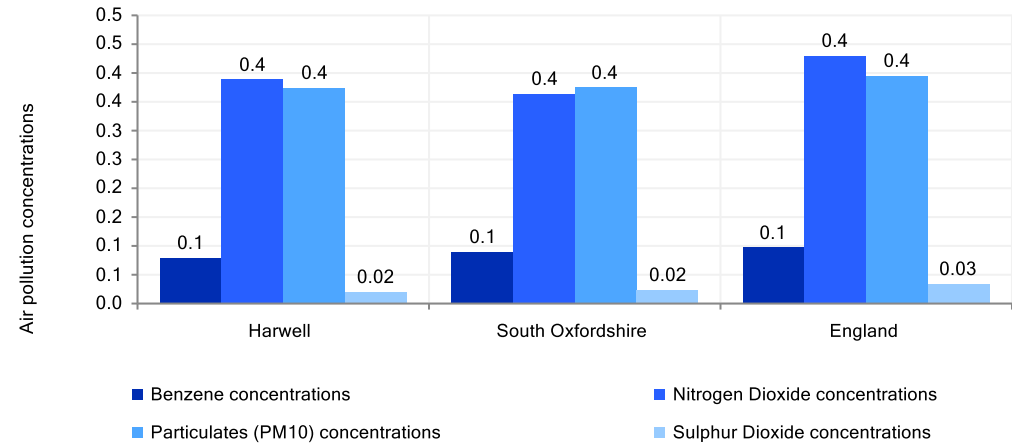 0.5
0.5
0.4
0.4
0.3
0.3
0.2
0.2
0.1
0.1
0.0
Air pollution concentrations
0.1
0.4
0.4
0.02
0.1
0.4
0.4
0.02
0.1
0.4
0.4
0.03
Harwell
South Oxfordshire
England
Benzene concentrations
Nitrogen Dioxide concentrations
Particulates (PM10) concentrations
Sulphur Dioxide concentrations